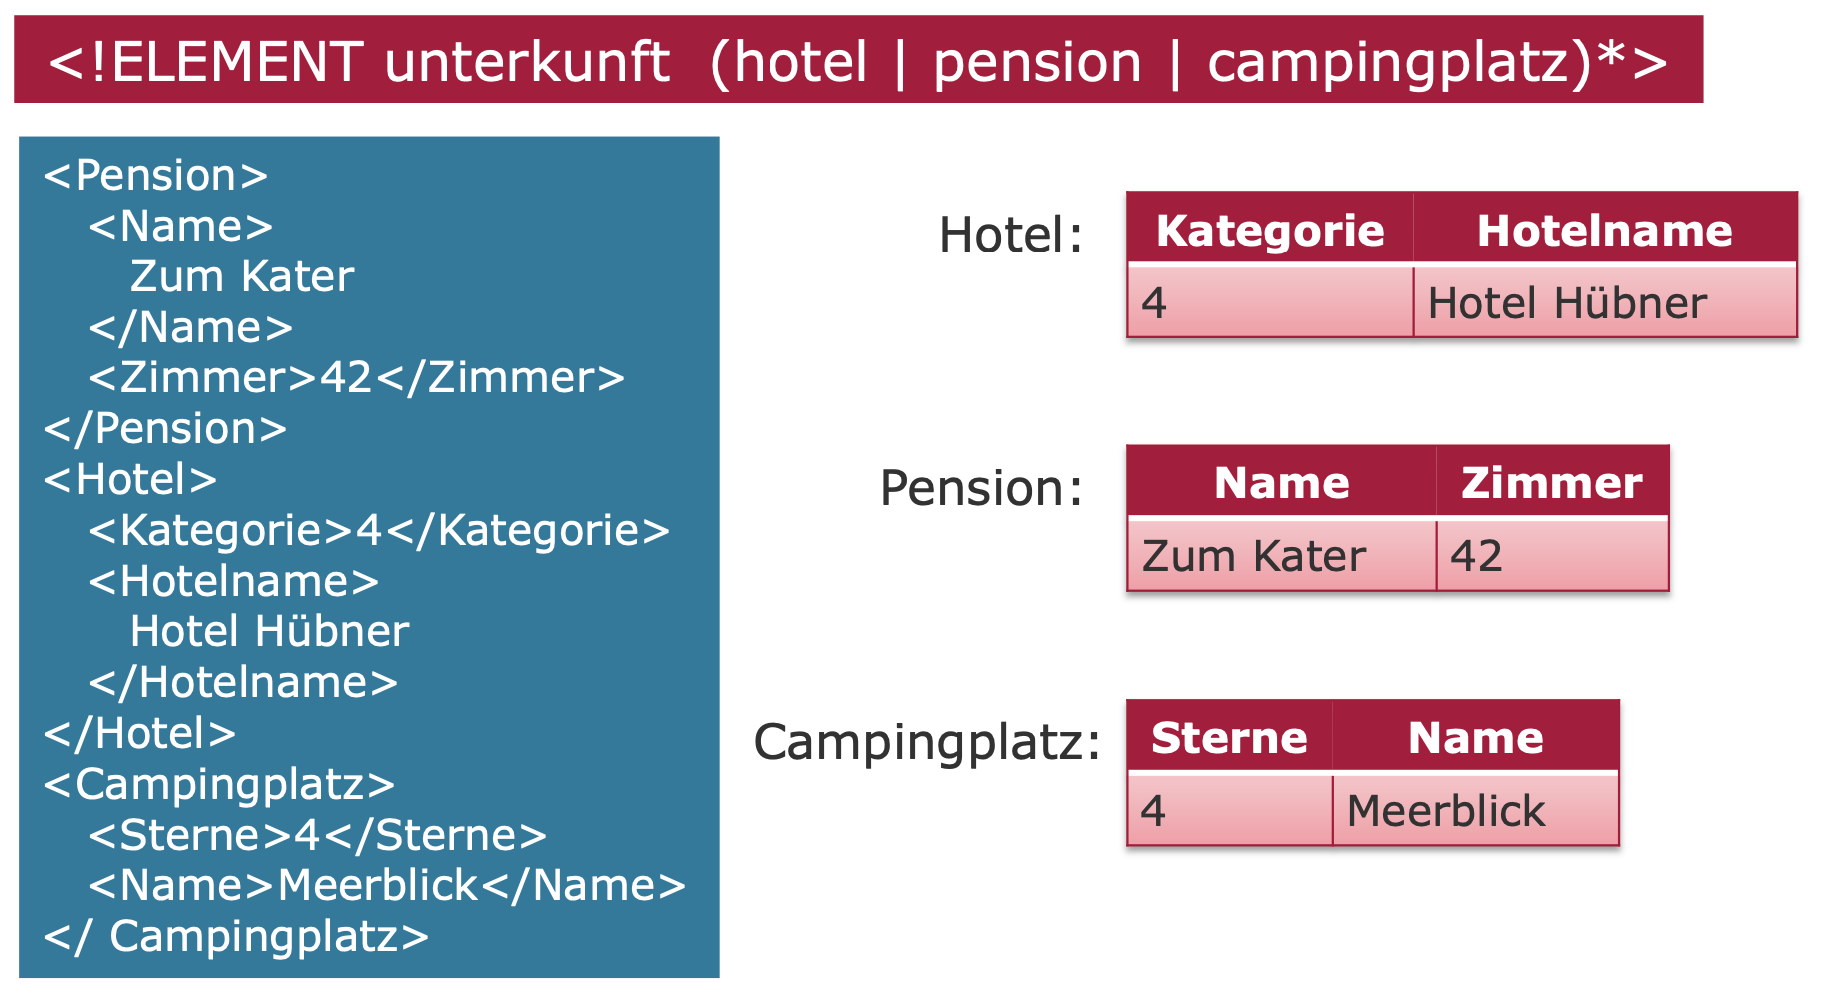 <!ELEMENT unterkunft (hotel | pension | campingplatz)*>
<Pension>
<Name>
Zum Kater
</Name>
<Zimmer>42</Zimmer>
</Pension>
<Hotel>
<Kategorie>4</Kategorie>
<Hotelname>
Hotel Hübner
</Hotelname>
</Hotel>
<Campingplatz>
<Sterne>4</Sterne>
<Name>Meerblick</Name>
</ Campingplatz>
Hotel:
Kategorie Hotelname
4 Hotel Hübner
Pension:
Name Zimmer
Zum Kater 42
Campingplatz:
Sterne Name
4 Meerblick